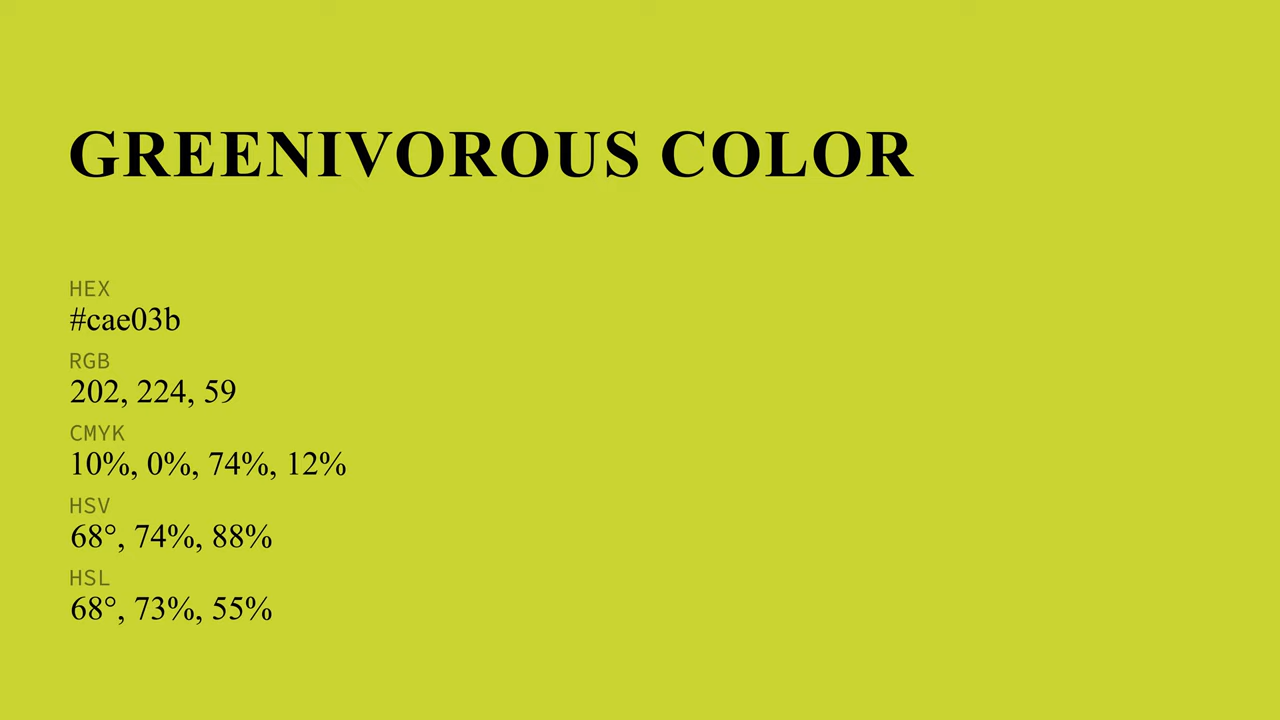 GREENIVOROUS COLOR
HEX
#cae03b
RGB
202, 224, 59
CMYK
10%, 0%, 74%, 12%
HSV
68°, 74%, 88%
HSL
68°, 73%, 55%